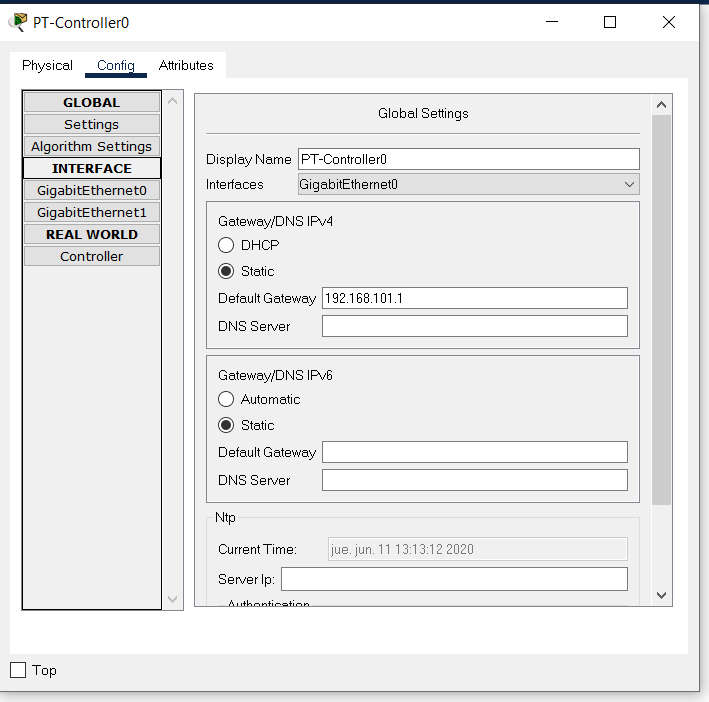 PT-Controller0
Physical Config Attributes
GLOBAL
Settings
Algorithm Settings
INTERFACE
GigabitEthernet0
GigabitEthernet1
REAL WORLD
Controller
Global Settings
Display Name PT-Controller0
Interfaces GigabitEthernet0
Gateway/DNS IPv4
DHCP
Static
Default Gateway 192.168.101.1
DNS Server
Gateway/DNS IPv6
Automatic
Static
Default Gateway
DNS Server
Ntp
Current Time: jue. jun. 11 13:13:12 2020
Server Ip:
Authentication
Top